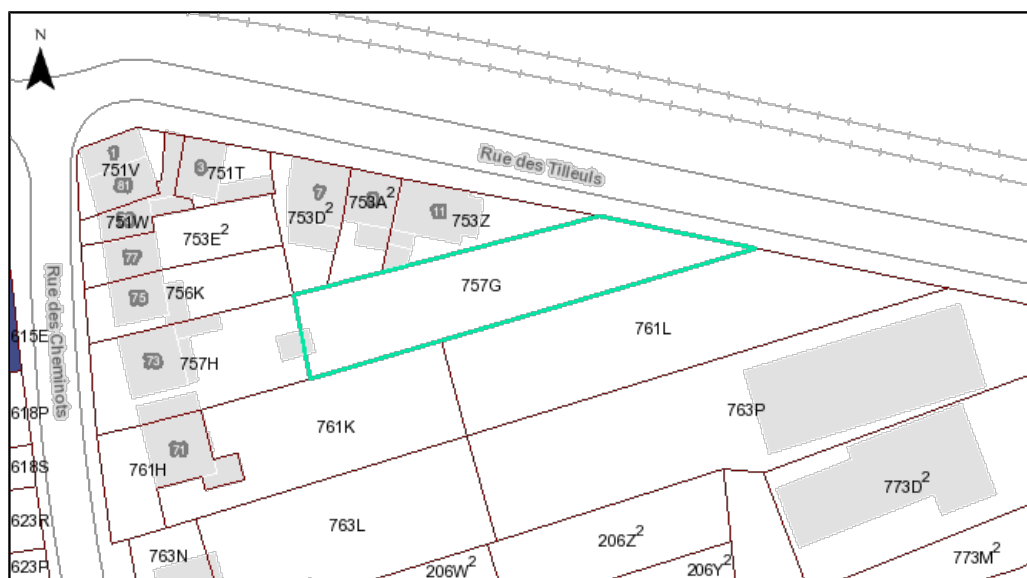 N
Rue des Tilleuls
1
751V
81
3
751T
7
753D²
753A²
11
753Z
751W
753E²
77
75
756K
757G
615E
Rue des Cheminots
73
757H
761L
618P
761K
763P
618S
761H
71
773D²
623R
763L
206Z²
623P
763N
206W²
206Y²
773M²